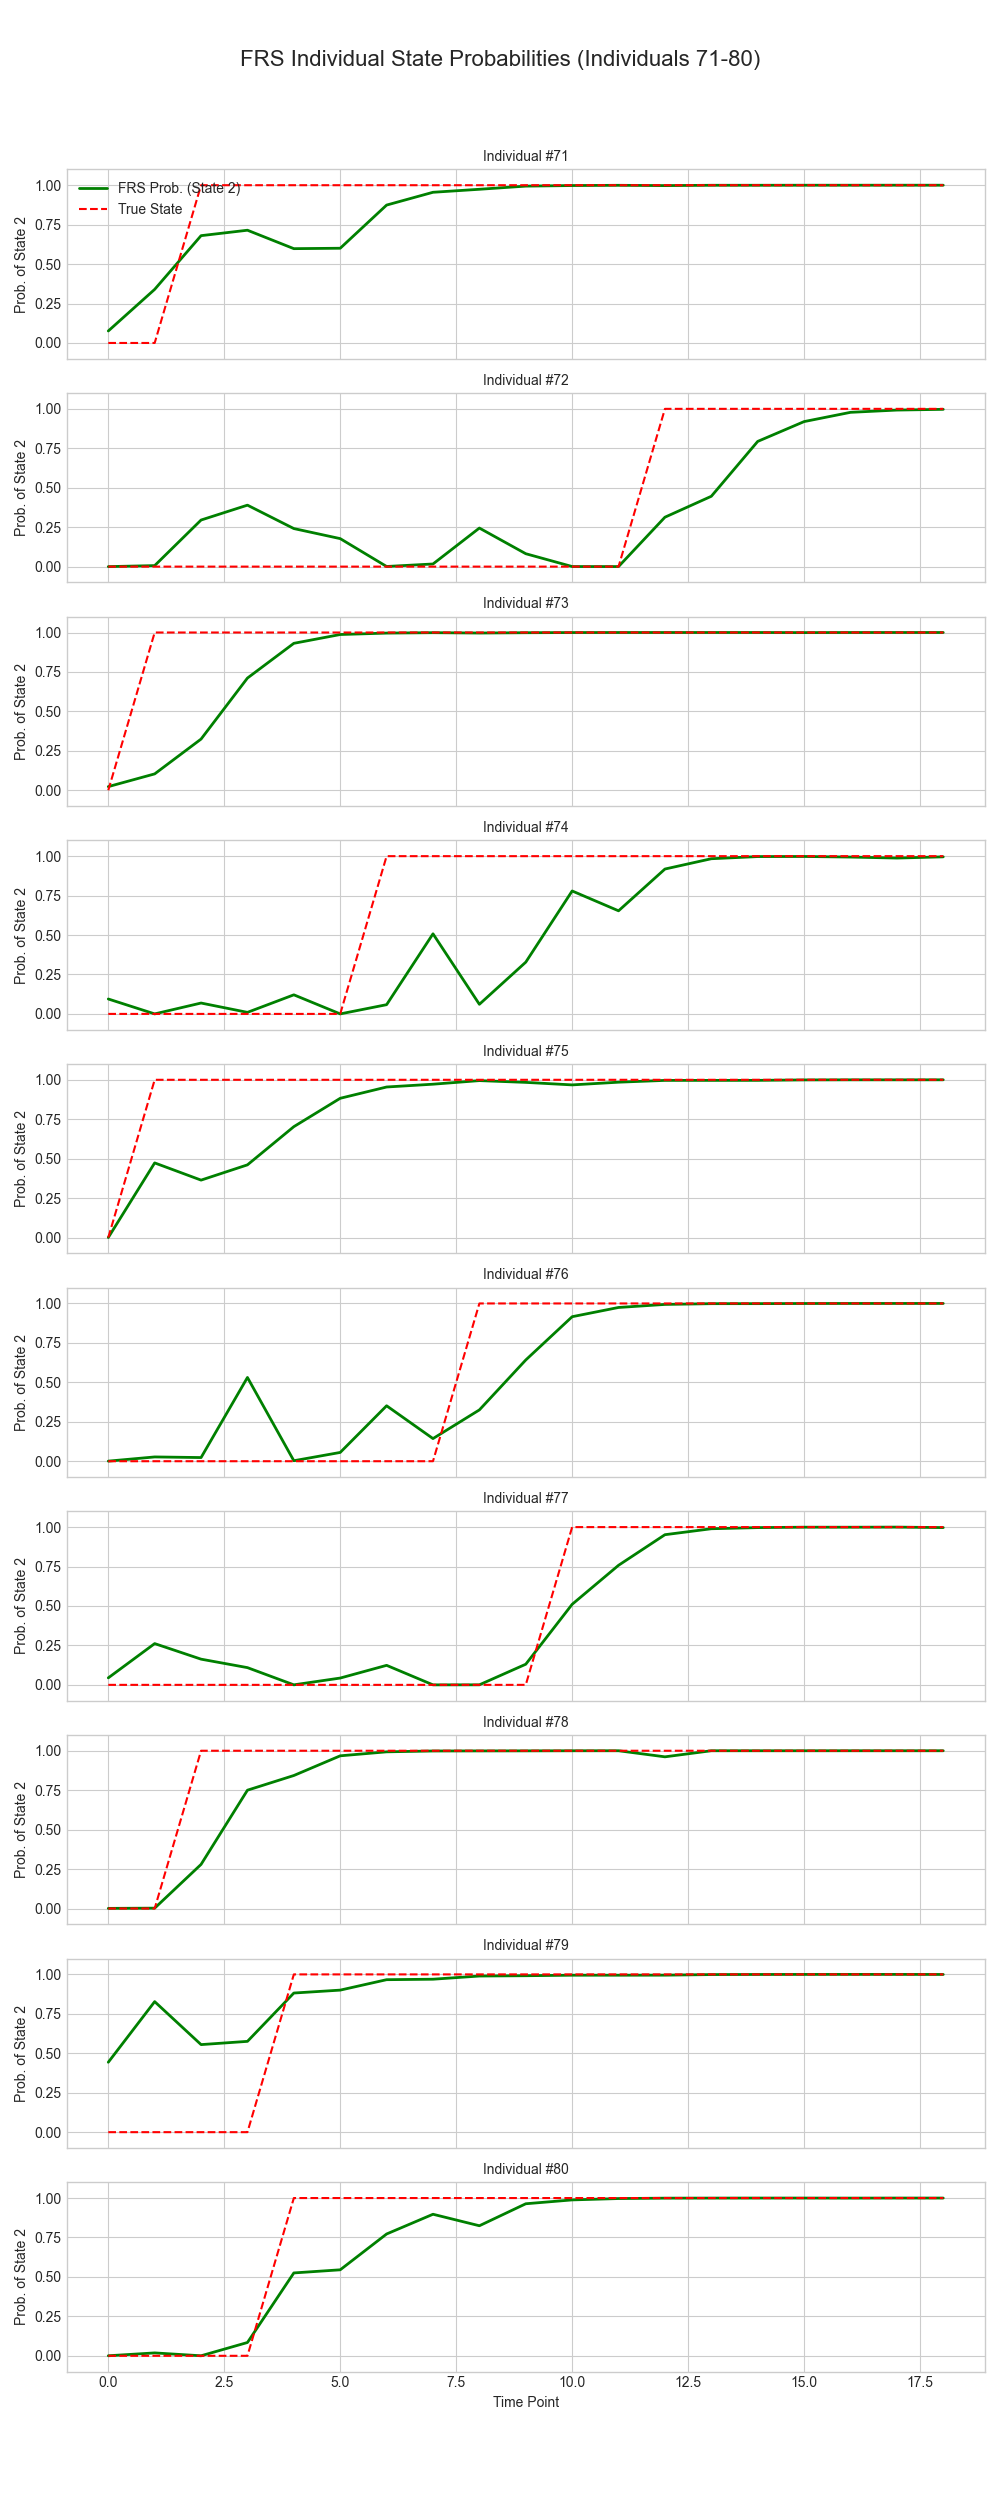 FRS Individual State Probabilities (Individuals 71-80)
Individual #71
FRS Prob. (State 2)
True State
Prob. of State 2
1.00
0.75
0.50
0.25
0.00
Individual #72
Prob. of State 2
1.00
0.75
0.50
0.25
0.00
Individual #73
Prob. of State 2
1.00
0.75
0.50
0.25
0.00
Individual #74
Prob. of State 2
1.00
0.75
0.50
0.25
0.00
Individual #75
Prob. of State 2
1.00
0.75
0.50
0.25
0.00
Individual #76
Prob. of State 2
1.00
0.75
0.50
0.25
0.00
Individual #77
Prob. of State 2
1.00
0.75
0.50
0.25
0.00
Individual #78
Prob. of State 2
1.00
0.75
0.50
0.25
0.00
Individual #79
Prob. of State 2
1.00
0.75
0.50
0.25
0.00
Individual #80
Prob. of State 2
1.00
0.75
0.50
0.25
0.00
0.0 2.5 5.0 7.5 10.0 12.5 15.0 17.5
Time Point